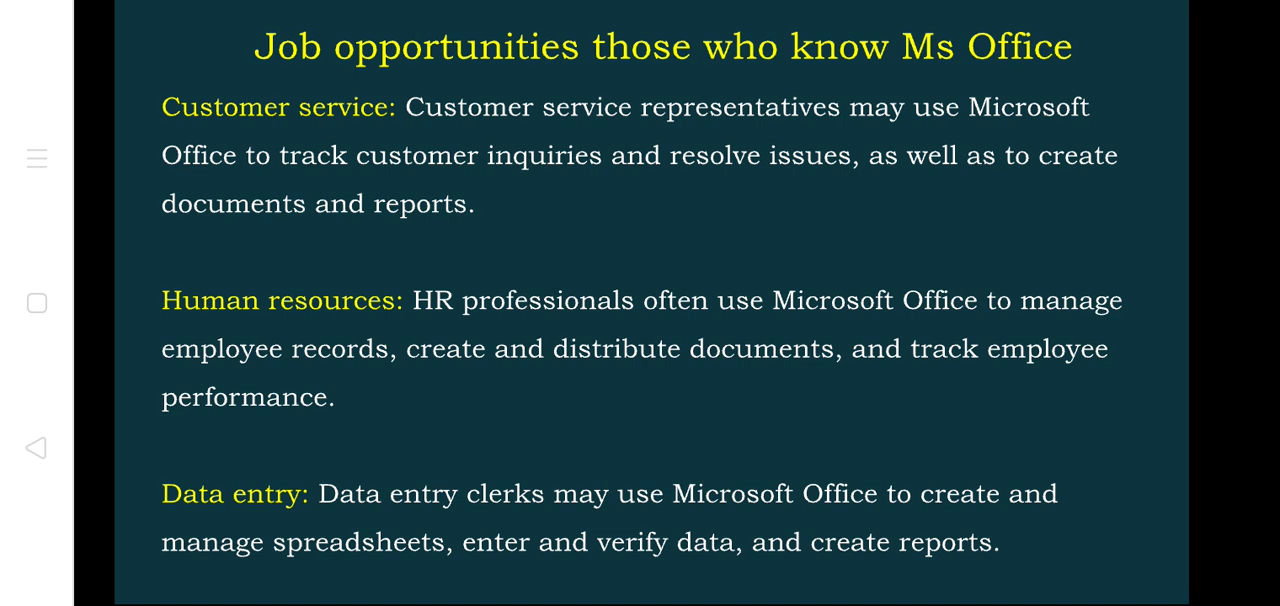 Job opportunities those who know Ms Office
Customer service: Customer service representatives may use Microsoft
Office to track customer inquiries and resolve issues, as well as to create
documents and reports.
Human resources: HR professionals often use Microsoft Office to manage
employee records, create and distribute documents, and track employee
performance.
Data entry: Data entry clerks may use Microsoft Office to create and
manage spreadsheets, enter and verify data, and create reports.